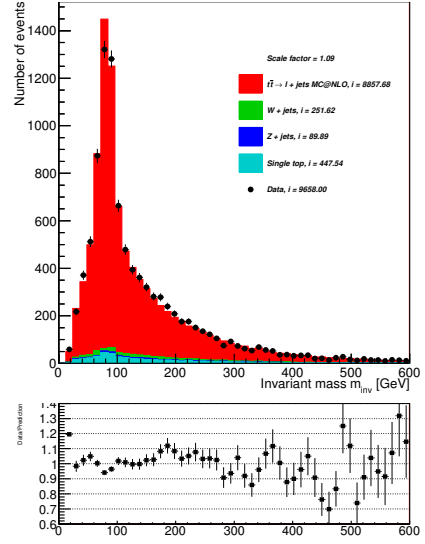 Number of events
1400
1200
1000
800
600
400
200
0
Scale factor = 1.09
tt̄ → l + jets MC@NLO, i = 8857.68
W + jets, i = 251.62
Z + jets, i = 89.89
Single top, i = 447.54
Data, i = 9658.00
0 100 200 300 400 500 600
Invariant mass m_inv [GeV]
Data/Prediction
1.4
1.3
1.2
1.1
1
0.9
0.8
0.7
0.6
0 100 200 300 400 500 600